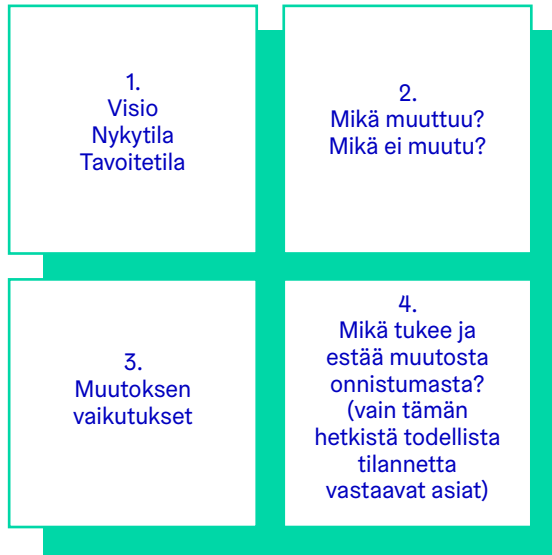 1.
Visio
Nykytila
Tavoitetila
2.
Mikä muuttuu?
Mikä ei muutu?
3.
Muutoksen
vaikutukset
4.
Mikä tukee ja
estää muutosta
onnistumasta?
(vain tämän
hetkistä todellista
tilannetta
vastaavat asiat)